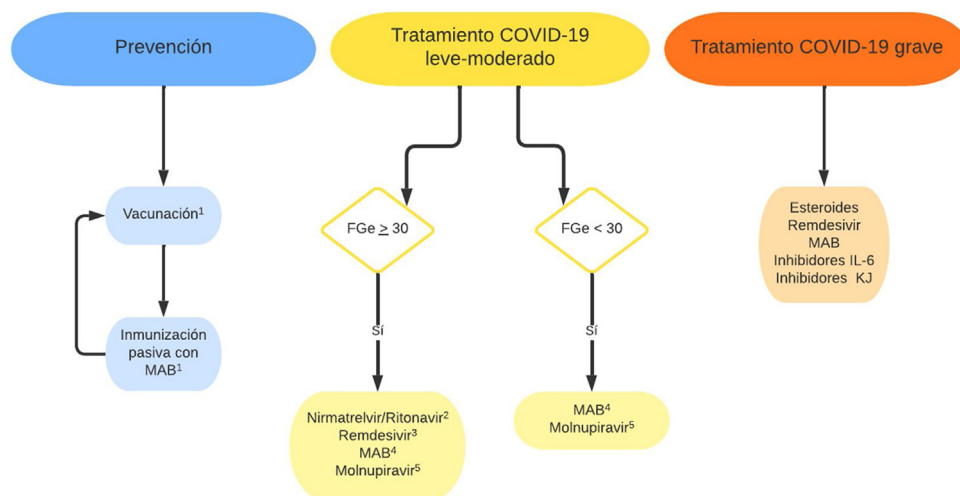 Prevención
Vacunación¹
Inmunización
pasiva con
MAB¹
Tratamiento COVID-19
leve-moderado
FGe ≥ 30
Sí
Nirmatrelvir/Ritonavir²
Remdesivir³
MAB⁴
Molnupiravir⁵
FGe < 30
Sí
MAB⁴
Molnupiravir⁵
Tratamiento COVID-19 grave
Esteroides
Remdesivir
MAB
Inhibidores IL-6
Inhibidores KJ